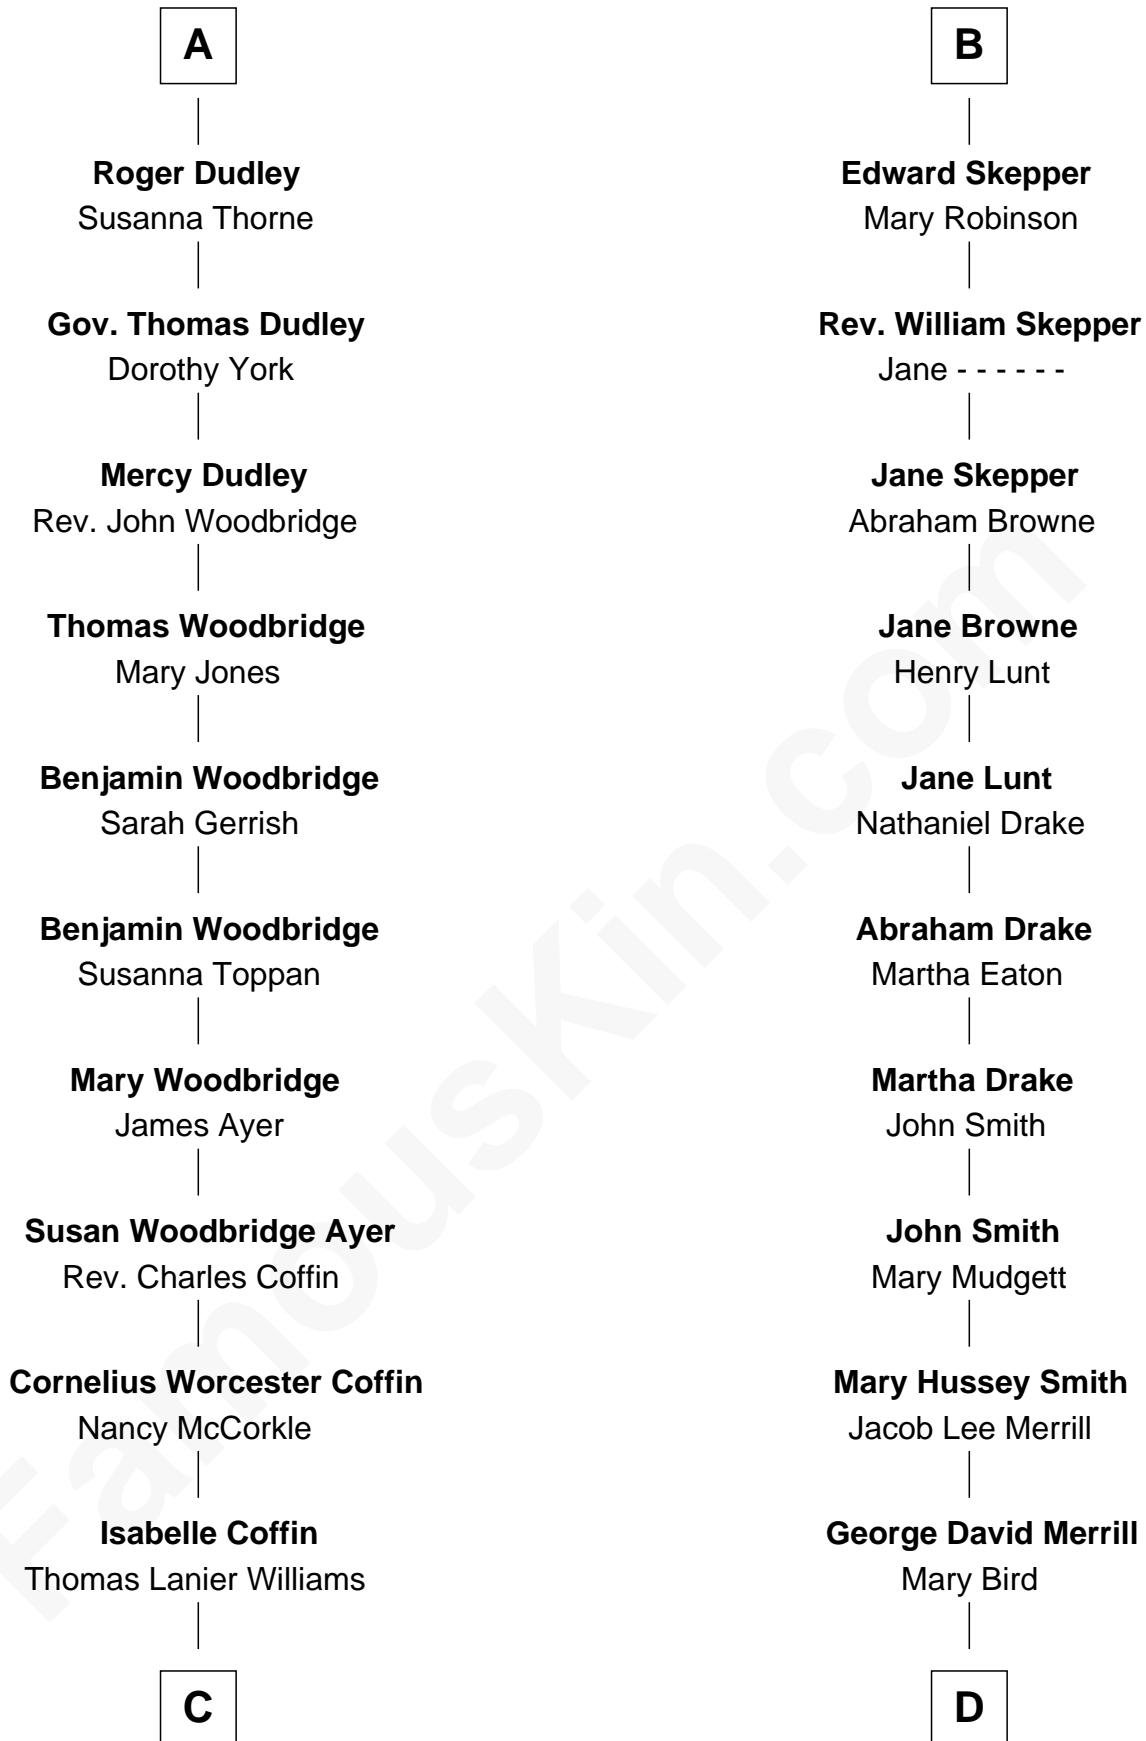 A
Roger Dudley
Susanna Thorne
Gov. Thomas Dudley
Dorothy York
Mercy Dudley
Rev. John Woodbridge
Thomas Woodbridge
Mary Jones
Benjamin Woodbridge
Sarah Gerrish
Benjamin Woodbridge
Susanna Toppan
Mary Woodbridge
James Ayer
Susan Woodbridge Ayer
Rev. Charles Coffin
Cornelius Worcester Coffin
Nancy McCorkle
Isabelle Coffin
Thomas Lanier Williams
C
B
Edward Skepper
Mary Robinson
Rev. William Skepper
Jane - - - - - -
Jane Skepper
Abraham Browne
Jane Browne
Henry Lunt
Jane Lunt
Nathaniel Drake
Abraham Drake
Martha Eaton
Martha Drake
John Smith
John Smith
Mary Mudgett
Mary Hussey Smith
Jacob Lee Merrill
George David Merrill
Mary Bird
D
FamousKin.com